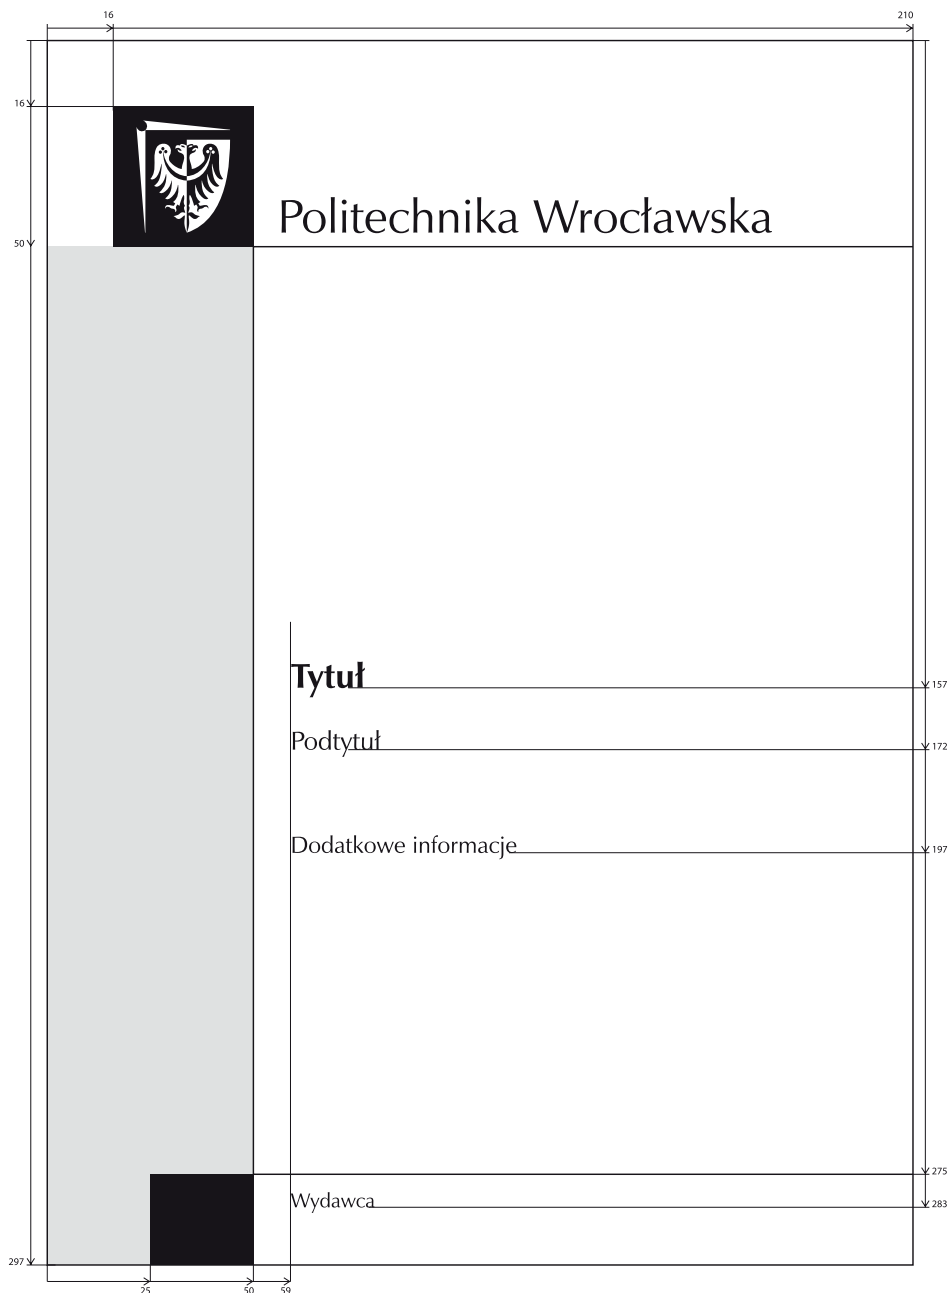 16
210
16
Politechnika Wrocławska
50
Tytuł
157
Podtytuł
172
Dodatkowe informacje
197
275
Wydawca
283
297
25
50
59